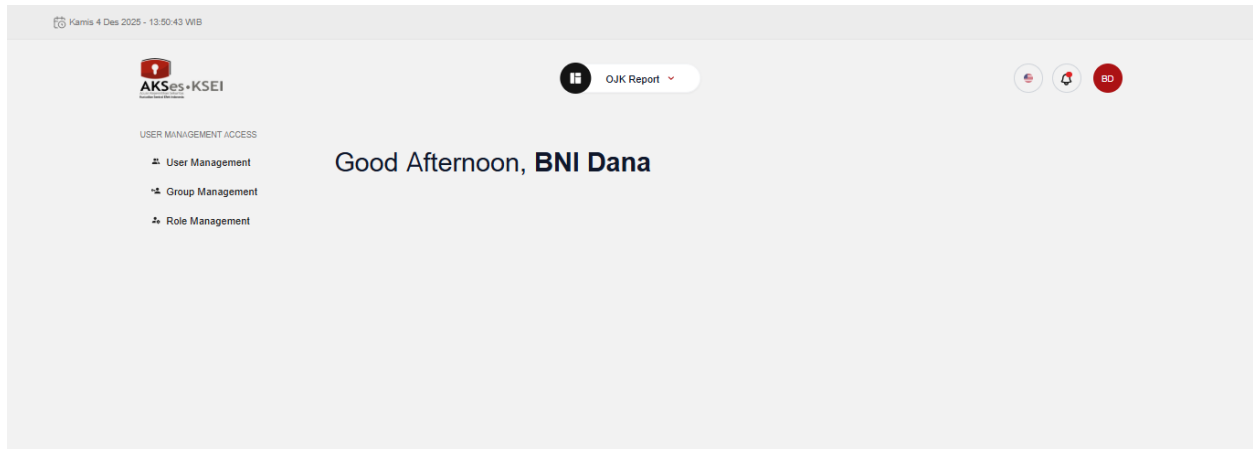 Kamis 4 Des 2025 - 13:50:43 WIB
AKSes•KSEI
OJK Report
BD
USER MANAGEMENT ACCESS
User Management
Good Afternoon, BNI Dana
Group Management
Role Management